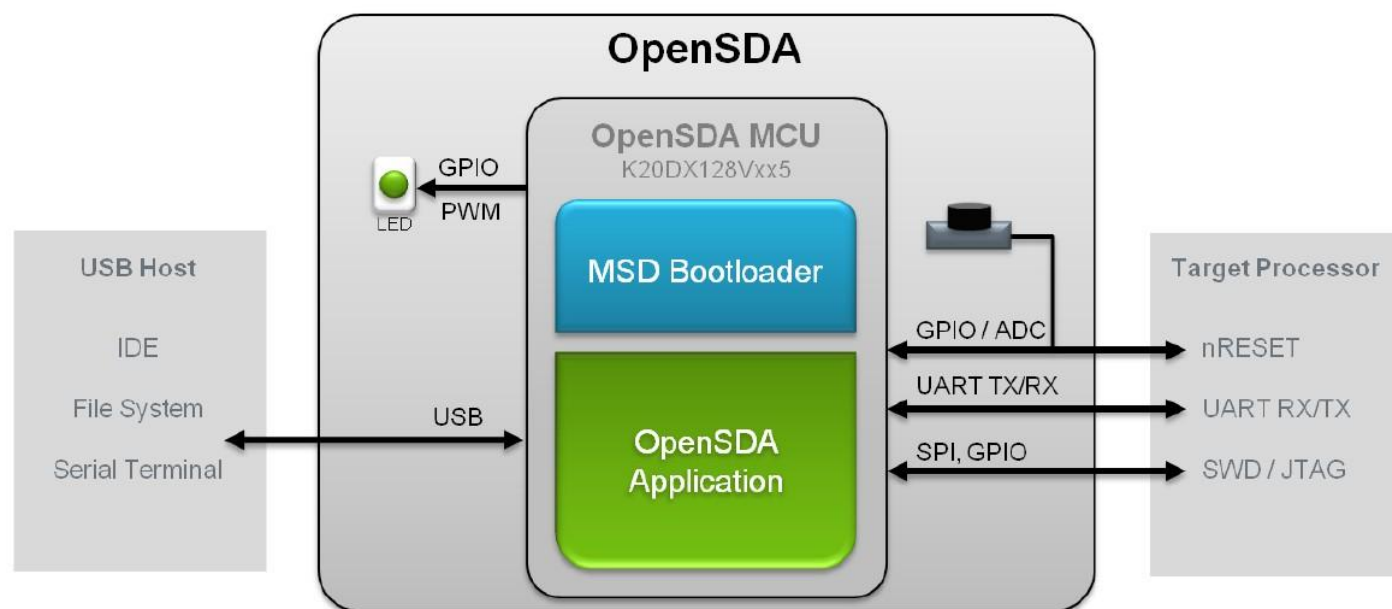 OpenSDA
OpenSDA MCU
K20DX128Vxx5
GPIO
PWM
LED
MSD Bootloader
USB Host
IDE
File System
Serial Terminal
USB
OpenSDA
Application
GPIO / ADC
UART TX/RX
SPI, GPIO
Target Processor
nRESET
UART RX/TX
SWD / JTAG